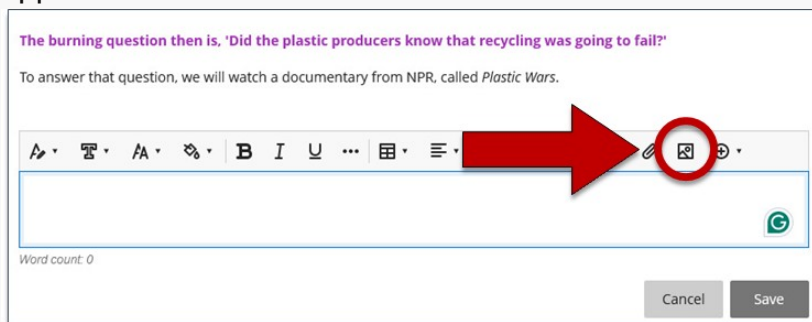 The burning question then is, 'Did the plastic producers know that recycling was going to fail?'
To answer that question, we will watch a documentary from NPR, called Plastic Wars.
B I U
Word count: 0
Cancel Save